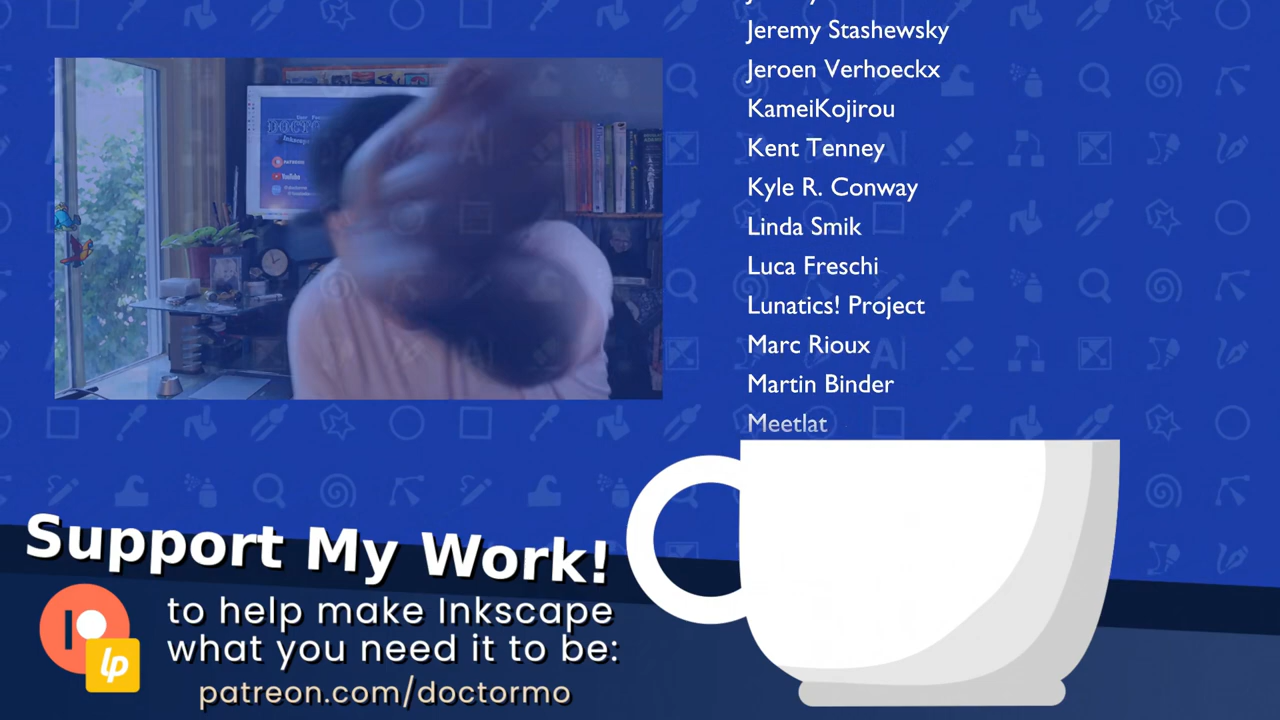 Jeremy Stashewsky
Jeroen Verhoeckx
KameiKojirou
Kent Tenney
Kyle R. Conway
Linda Smik
Luca Freschi
Lunatics! Project
Marc Rioux
Martin Binder
Meetlat
Support My Work!
to help make Inkscape
what you need it to be:
patreon.com/doctormo
lp